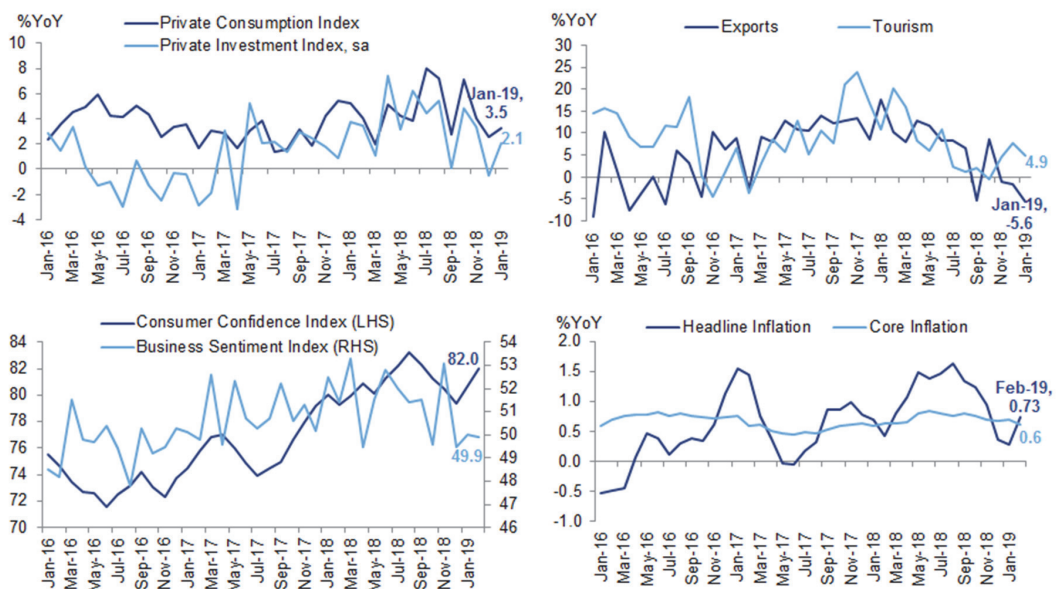 %YoY
Private Consumption Index
Private Investment Index, sa
10
8
6
4
2
0
-2
-4
Jan-19,
3.5
2.1
Jan-16
Mar-16
May-16
Jul-16
Sep-16
Nov-16
Jan-17
Mar-17
May-17
Jul-17
Sep-17
Nov-17
Jan-18
Mar-18
May-18
Jul-18
Sep-18
Nov-18
Jan-19
%YoY
Exports
Tourism
30
25
20
15
10
5
0
-5
-10
4.9
Jan-19,
-5.6
Jan-16
Mar-16
May-16
Jul-16
Sep-16
Nov-16
Jan-17
Mar-17
May-17
Jul-17
Sep-17
Nov-17
Jan-18
Mar-18
May-18
Jul-18
Sep-18
Nov-18
Jan-19
Consumer Confidence Index (LHS)
Business Sentiment Index (RHS)
84
82
80
78
76
74
72
70
54
53
52
51
50
49
48
47
46
82.0
49.9
Jan-16
Mar-16
May-16
Jul-16
Sep-16
Nov-16
Jan-17
Mar-17
May-17
Jul-17
Sep-17
Nov-17
Jan-18
Mar-18
May-18
Jul-18
Sep-18
Nov-18
Jan-19
%YoY
Headline Inflation
Core Inflation
2.0
1.5
1.0
0.5
0.0
-0.5
-1.0
Feb-19,
0.73
0.6
Jan-16
Mar-16
May-16
Jul-16
Sep-16
Nov-16
Jan-17
Mar-17
May-17
Jul-17
Sep-17
Nov-17
Jan-18
Mar-18
May-18
Jul-18
Sep-18
Nov-18
Jan-19